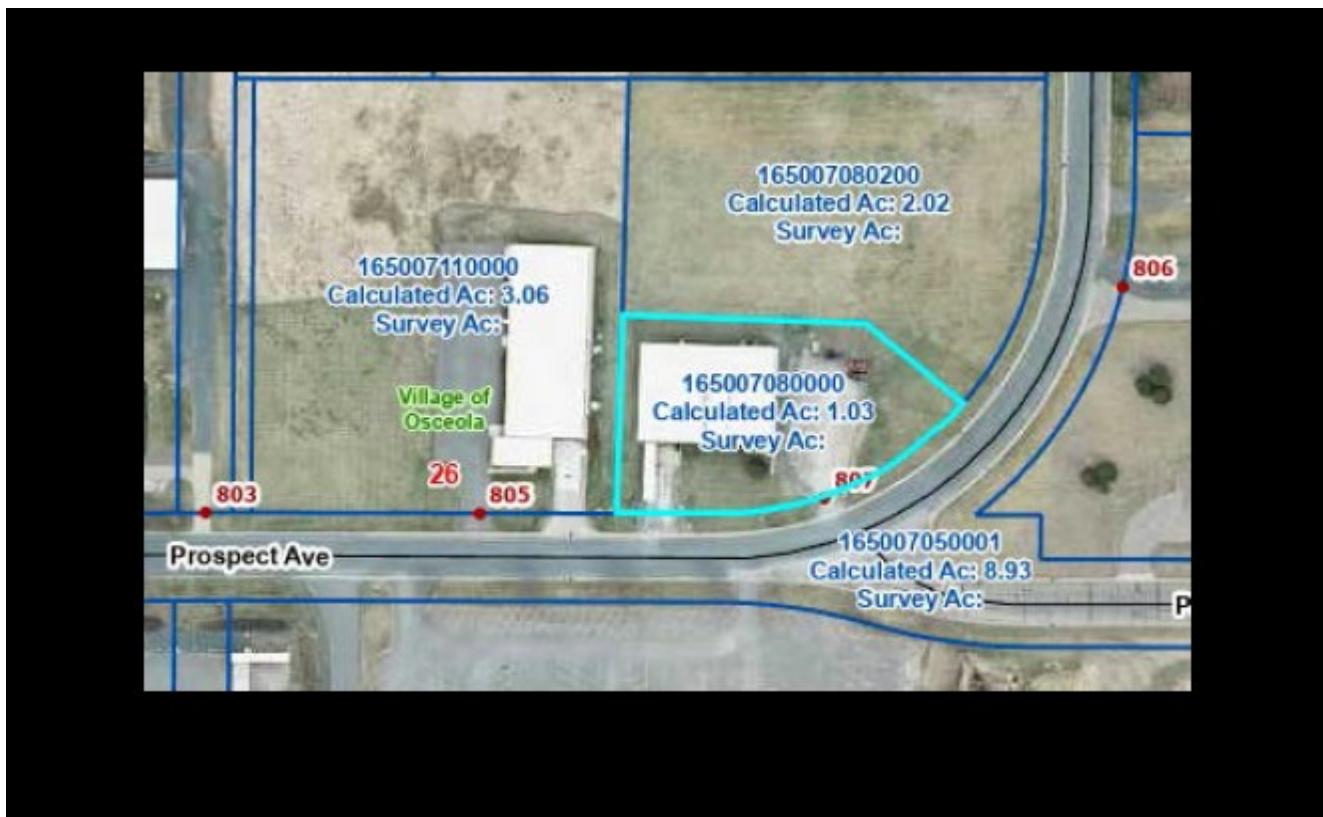 165007080200
Calculated Ac: 2.02
Survey Ac:
165007110000
Calculated Ac: 3.06
Survey Ac:
806
165007080000
Calculated Ac: 1.03
Survey Ac:
Village of
Osceola
26
803
805
807
Prospect Ave
165007050001
Calculated Ac: 8.93
Survey Ac:
P